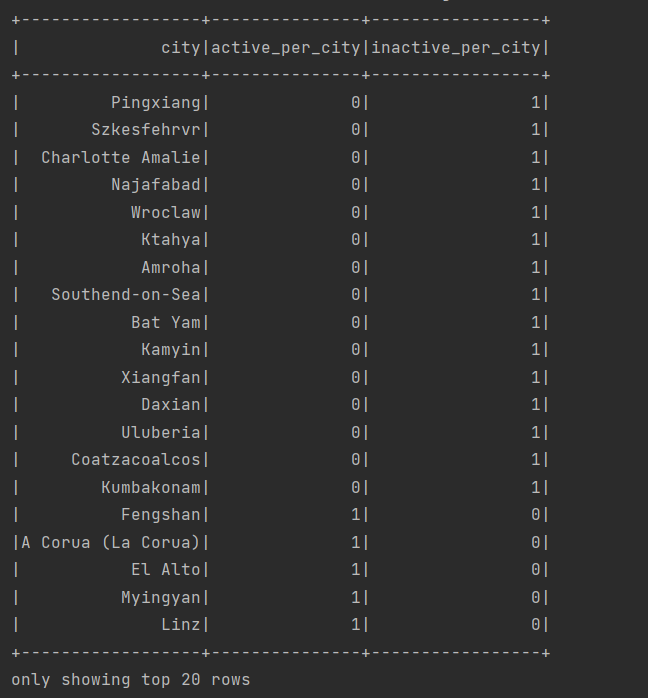 +------------------+---------------+-----------------+
|              city|active_per_city|inactive_per_city|
+------------------+---------------+-----------------+
|         Pingxiang|              0|                1|
|       Szkesfehrvr|              0|                1|
|  Charlotte Amalie|              0|                1|
|         Najafabad|              0|                1|
|           Wroclaw|              0|                1|
|            Ktahya|              0|                1|
|            Amroha|              0|                1|
|   Southend-on-Sea|              0|                1|
|           Bat Yam|              0|                1|
|            Kamyin|              0|                1|
|          Xiangfan|              0|                1|
|            Daxian|              0|                1|
|          Uluberia|              0|                1|
|     Coatzacoalcos|              0|                1|
|        Kumbakonam|              0|                1|
|          Fengshan|              1|                0|
|A Corua (La Corua)|              1|                0|
|           El Alto|              1|                0|
|          Myingyan|              1|                0|
|              Linz|              1|                0|
+------------------+---------------+-----------------+
only showing top 20 rows